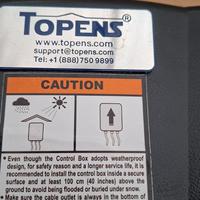 TOPENS®
www.topens.com
support@topens.com
Tel: +1 (888)750 9899
CAUTION
• Even though the Control Box adopts weatherproof
design, for safety reason and a longer service life, it is
recommended to install the control box inside a secure
surface and at least 100 cm (40 inches) above the
ground to avoid being flooded or buried under snow.
• Make sure the cable outlet is always in the bottom of